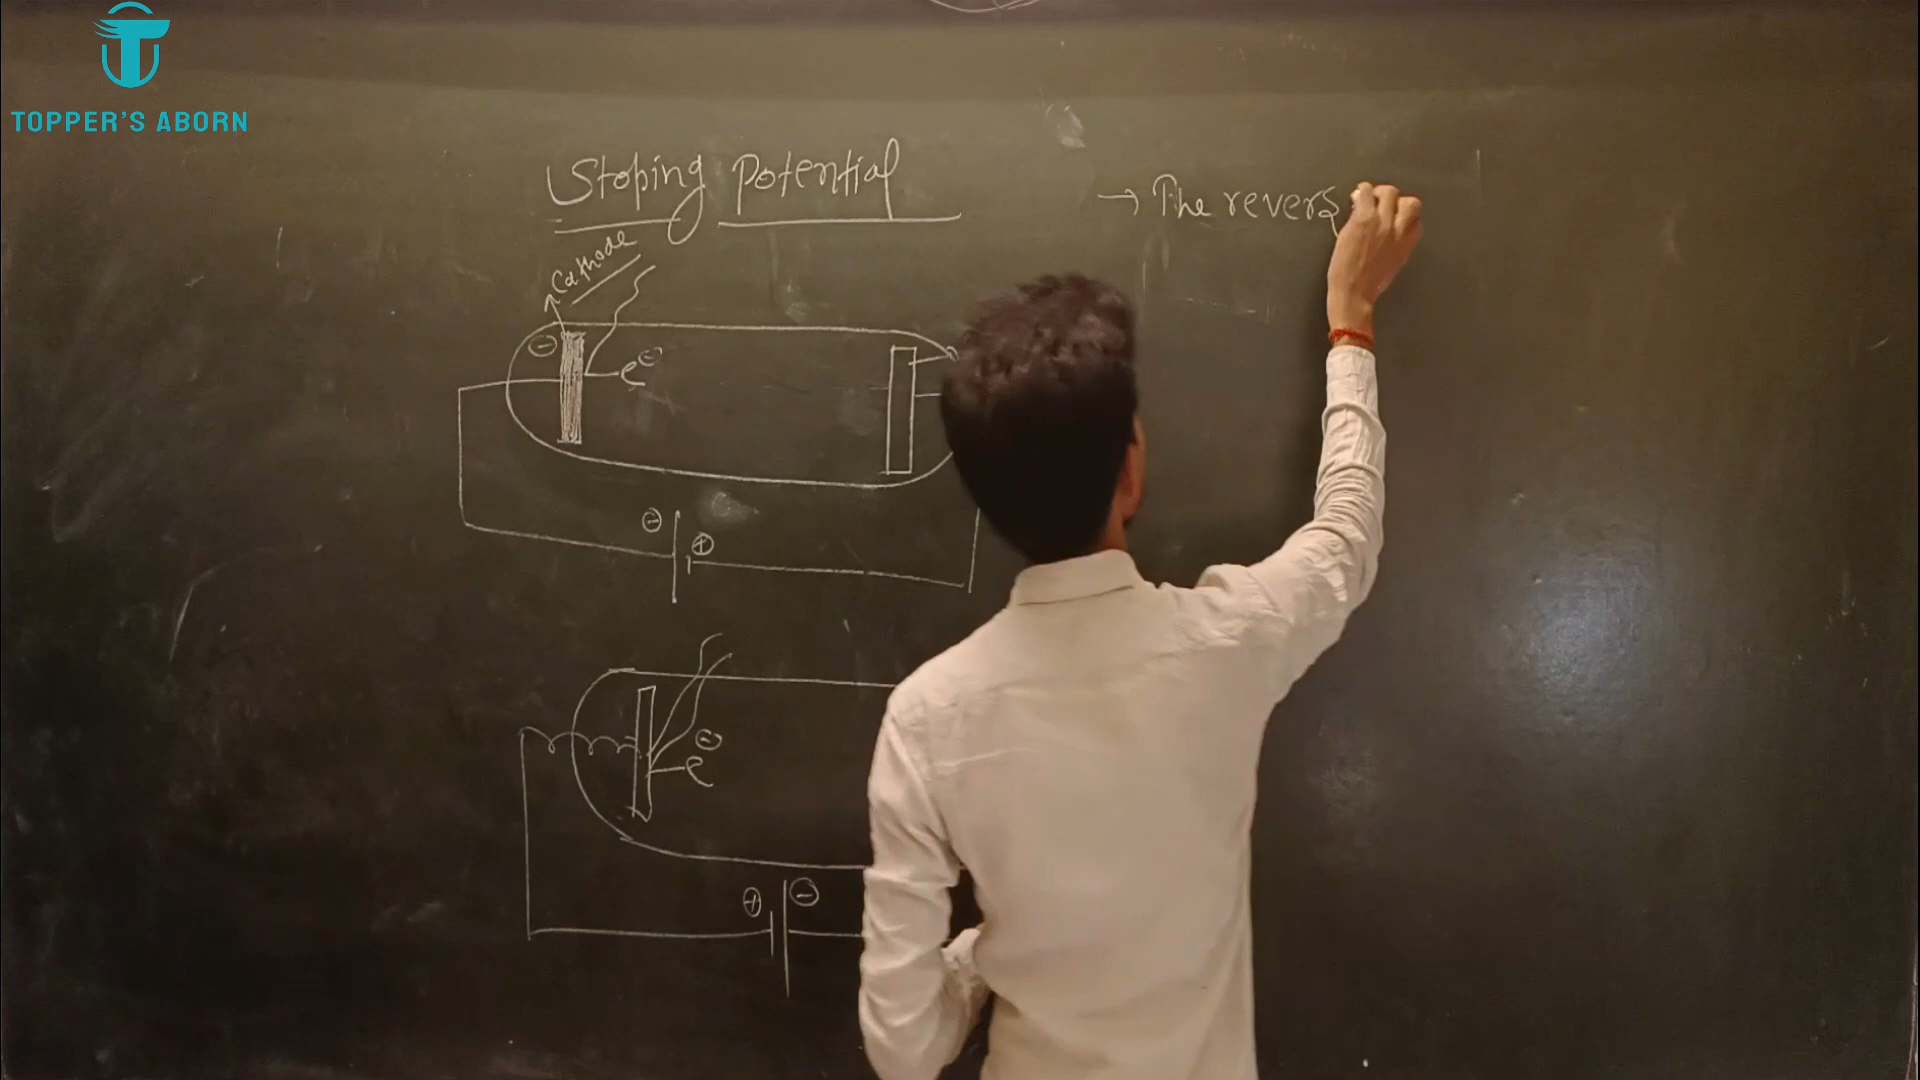 TOPPER'S ABORN
Stoping Potential
→ The revers
Cathode
⊖
e⊖
⊖
⊕
e⊖
⊕ ⊖